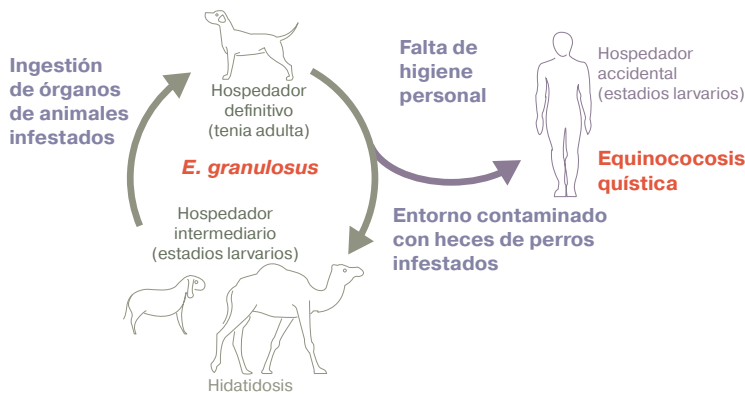 Ingestión
de órganos
de animales
infestados
Hospedador
definitivo
(tenia adulta)
E. granulosus
Hospedador
intermediario
(estadios larvarios)
Hidatidosis
Falta de
higiene
personal
Hospedador
accidental
(estadios larvarios)
Equinococosis
quística
Entorno contaminado
con heces de perros
infestados